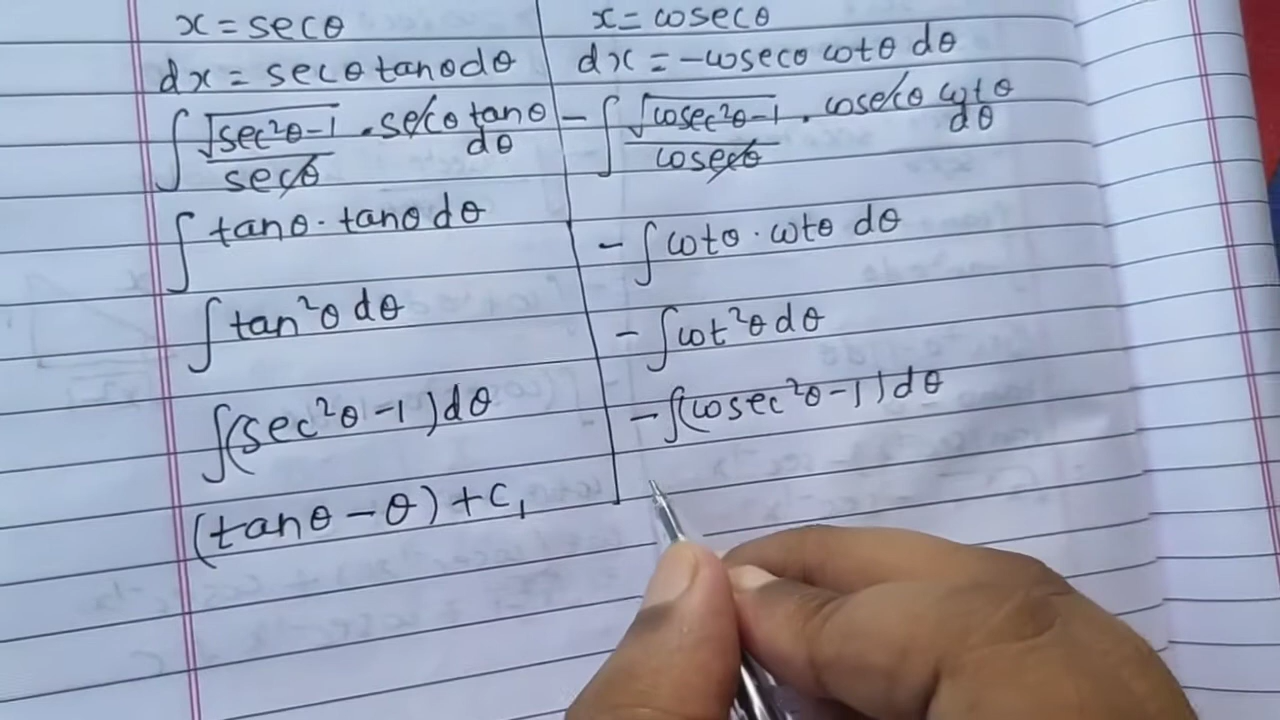 x = secθ
dx = secθ tanθ dθ
∫ √(sec²θ-1) / secθ · secθ tanθ dθ
∫ tanθ · tanθ dθ
∫ tan²θ dθ
∫(sec²θ -1) dθ
(tanθ - θ) + C₁
x = cosecθ
dx = -cosecθ cotθ dθ
- ∫ √(cosec²θ-1) / cosecθ · cosecθ cotθ dθ
- ∫ cotθ · cotθ dθ
- ∫ cot²θ dθ
- ∫(cosec²θ -1) dθ